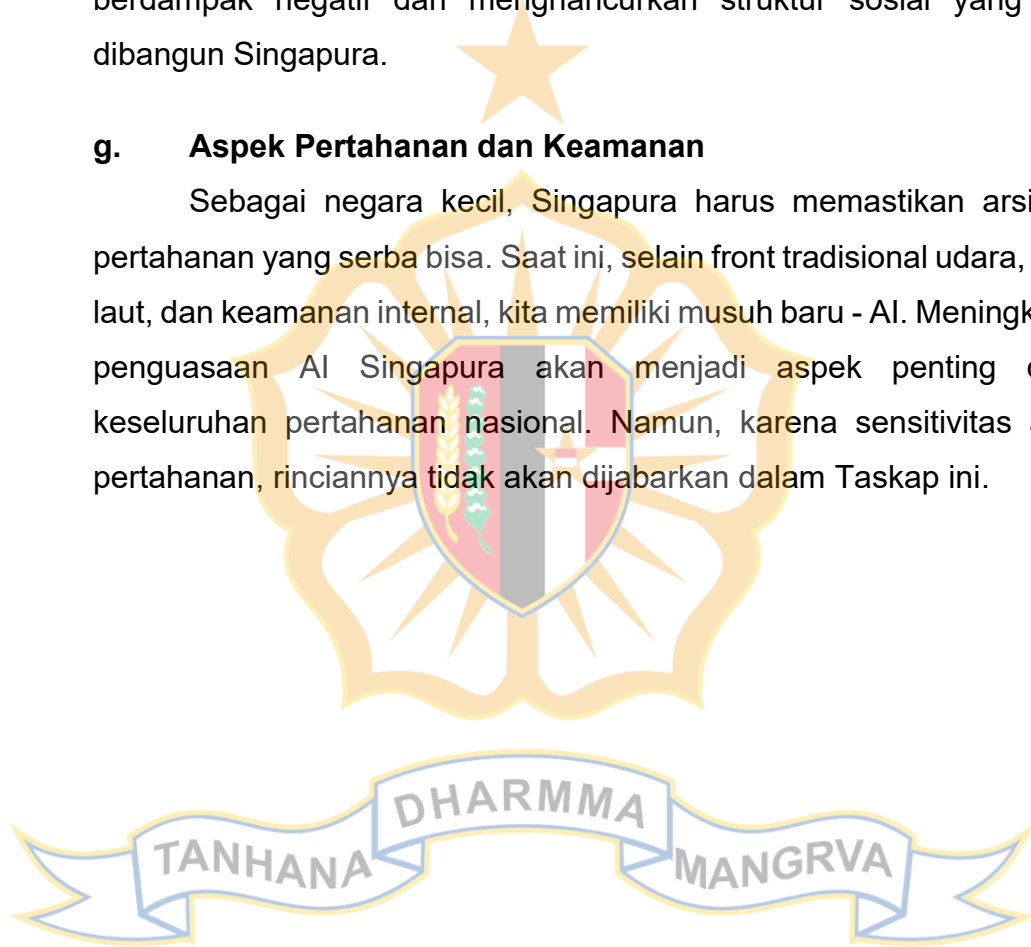 berdampak negatif dan menghancurkan struktur sosial yang
dibangun Singapura.
g. Aspek Pertahanan dan Keamanan
Sebagai negara kecil, Singapura harus memastikan
pertahanan yang serba bisa. Saat ini, selain front tradisional udara,
laut, dan keamanan internal, kita memiliki musuh baru - AI.
penguasaan AI Singapura akan menjadi aspek penting
keseluruhan pertahanan nasional. Namun, karena sensitivitas
pertahanan, rinciannya tidak akan dijabarkan dalam Taskap ini.
TANHANA DHARMMA MANGRVA